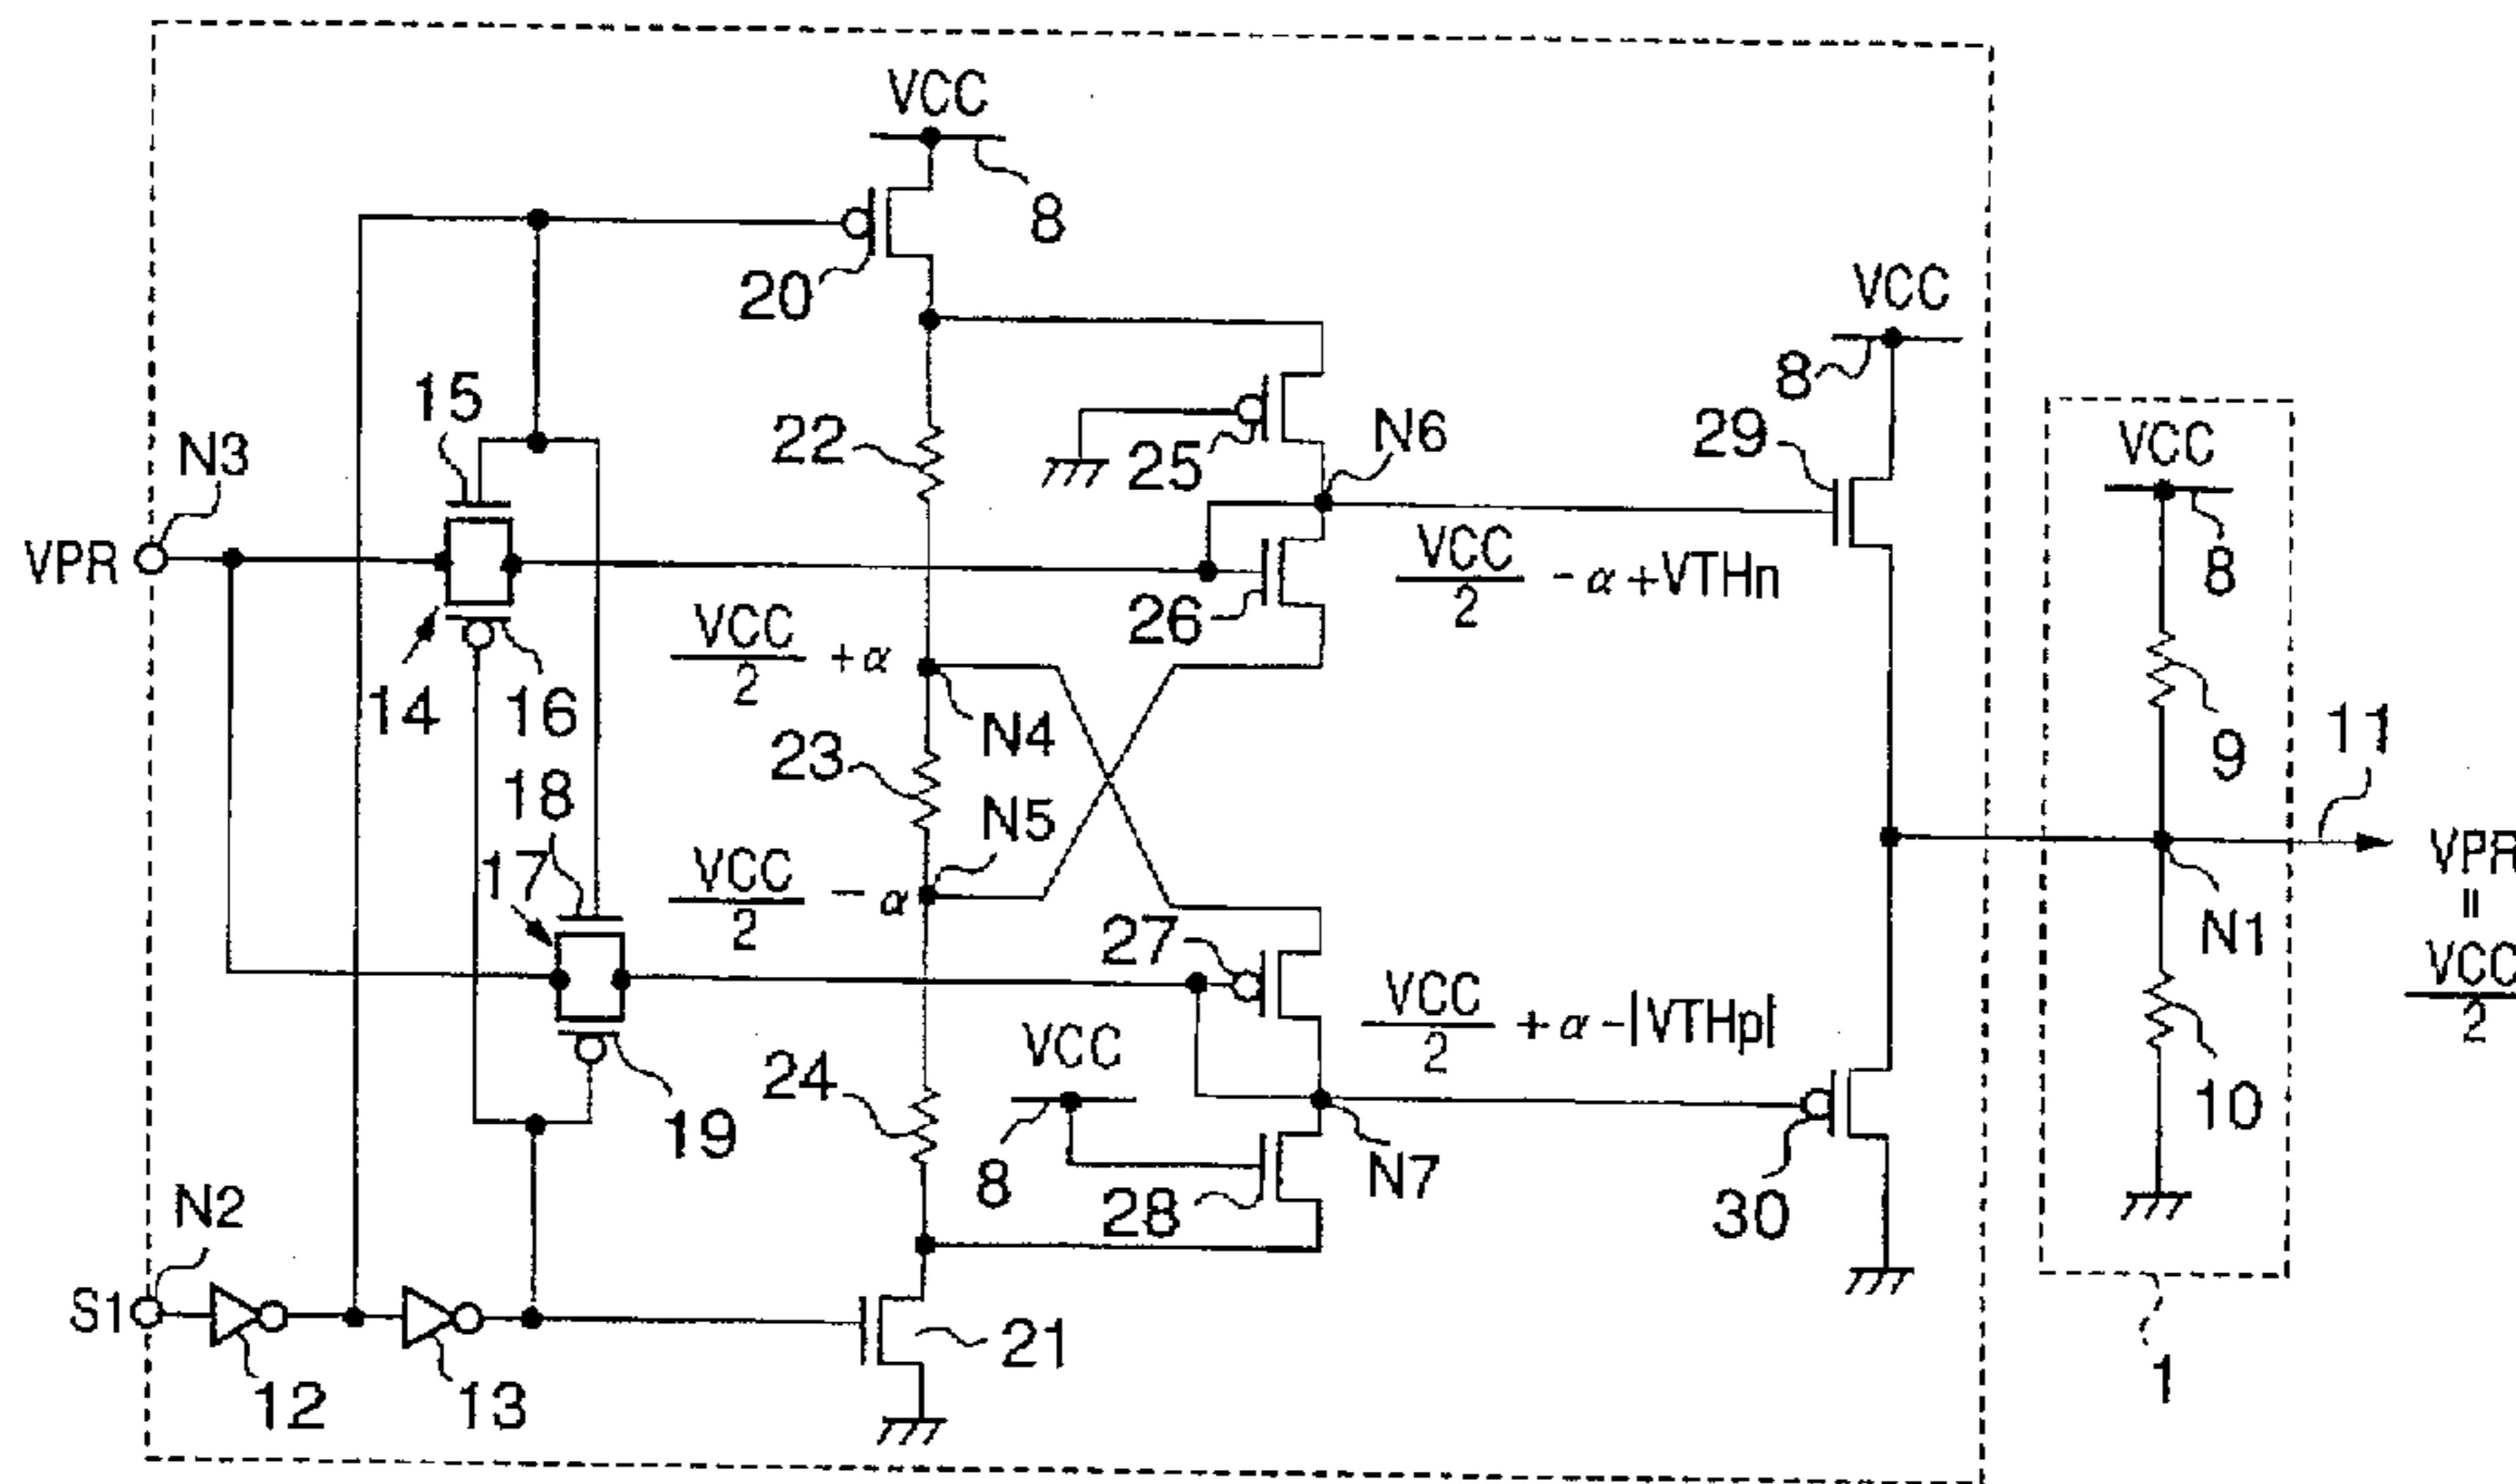 VCC
8
20
VCC
8
15
22
25
N6
29
VCC
8
N3
VPR
26
VCC/2 - α + VTHn
VCC/2 + α
14
16
N4
9
11
23
18
N5
17
VCC/2 - α
27
VPR
=
VCC/2
N1
VCC
8
VCC/2 + α - |VTHp|
24
19
10
28
N7
30
N2
S1
21
12
13
1